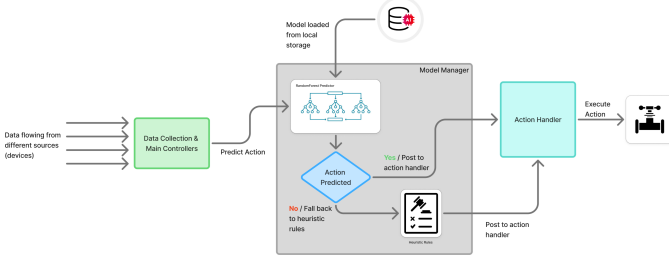 Model loaded
from local
storage
AI
Model Manager
RandomForest Predictor
Data flowing from
different sources
(devices)
Data Collection &
Main Controllers
Predict Action
Action
Predicted
Yes / Post to
action handler
No / Fall back
to heuristic
rules
Heuristic Rules
Action Handler
Post to action
handler
Execute
Action